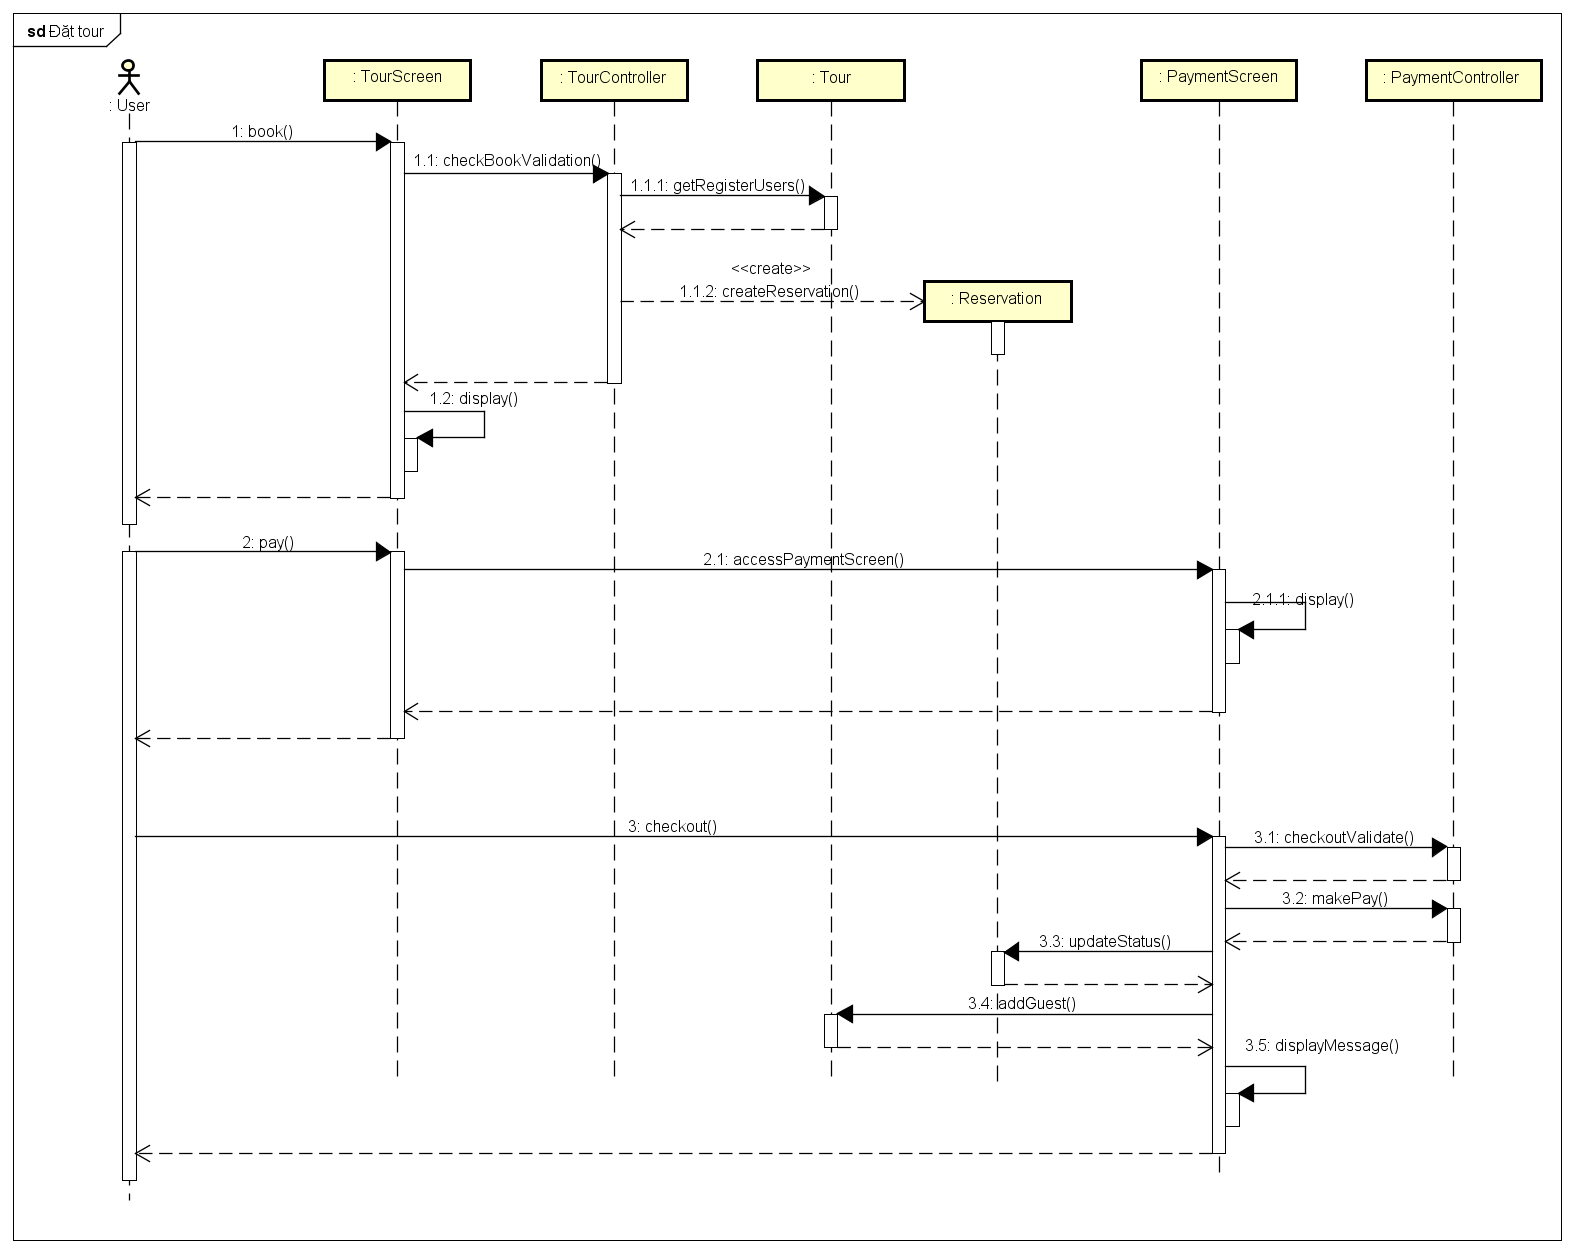 sd Đặt tour
: User
: TourScreen
: TourController
: Tour
: PaymentScreen
: PaymentController
1: book()
1.1: checkBookValidation()
1.1.1: getRegisterUsers()
<<create>>
1.1.2: createReservation()
: Reservation
1.2: display()
2: pay()
2.1: accessPaymentScreen()
2.1.1: display()
3: checkout()
3.1: checkoutValidate()
3.2: makePay()
3.3: updateStatus()
3.4: addGuest()
3.5: displayMessage()